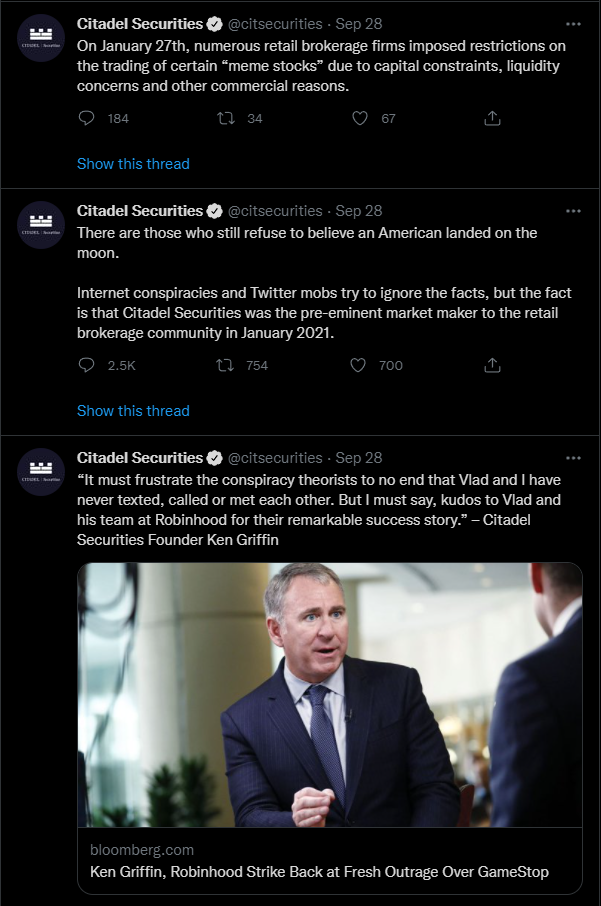 Citadel Securities @citsecurities · Sep 28
On January 27th, numerous retail brokerage firms imposed restrictions on
the trading of certain “meme stocks” due to capital constraints, liquidity
concerns and other commercial reasons.
184 34 67
Show this thread
Citadel Securities @citsecurities · Sep 28
There are those who still refuse to believe an American landed on the
moon.
Internet conspiracies and Twitter mobs try to ignore the facts, but the fact
is that Citadel Securities was the pre-eminent market maker to the retail
brokerage community in January 2021.
2.5K 754 700
Show this thread
Citadel Securities @citsecurities · Sep 28
“It must frustrate the conspiracy theorists to no end that Vlad and I have
never texted, called or met each other. But I must say, kudos to Vlad and
his team at Robinhood for their remarkable success story.” – Citadel
Securities Founder Ken Griffin
bloomberg.com
Ken Griffin, Robinhood Strike Back at Fresh Outrage Over GameStop